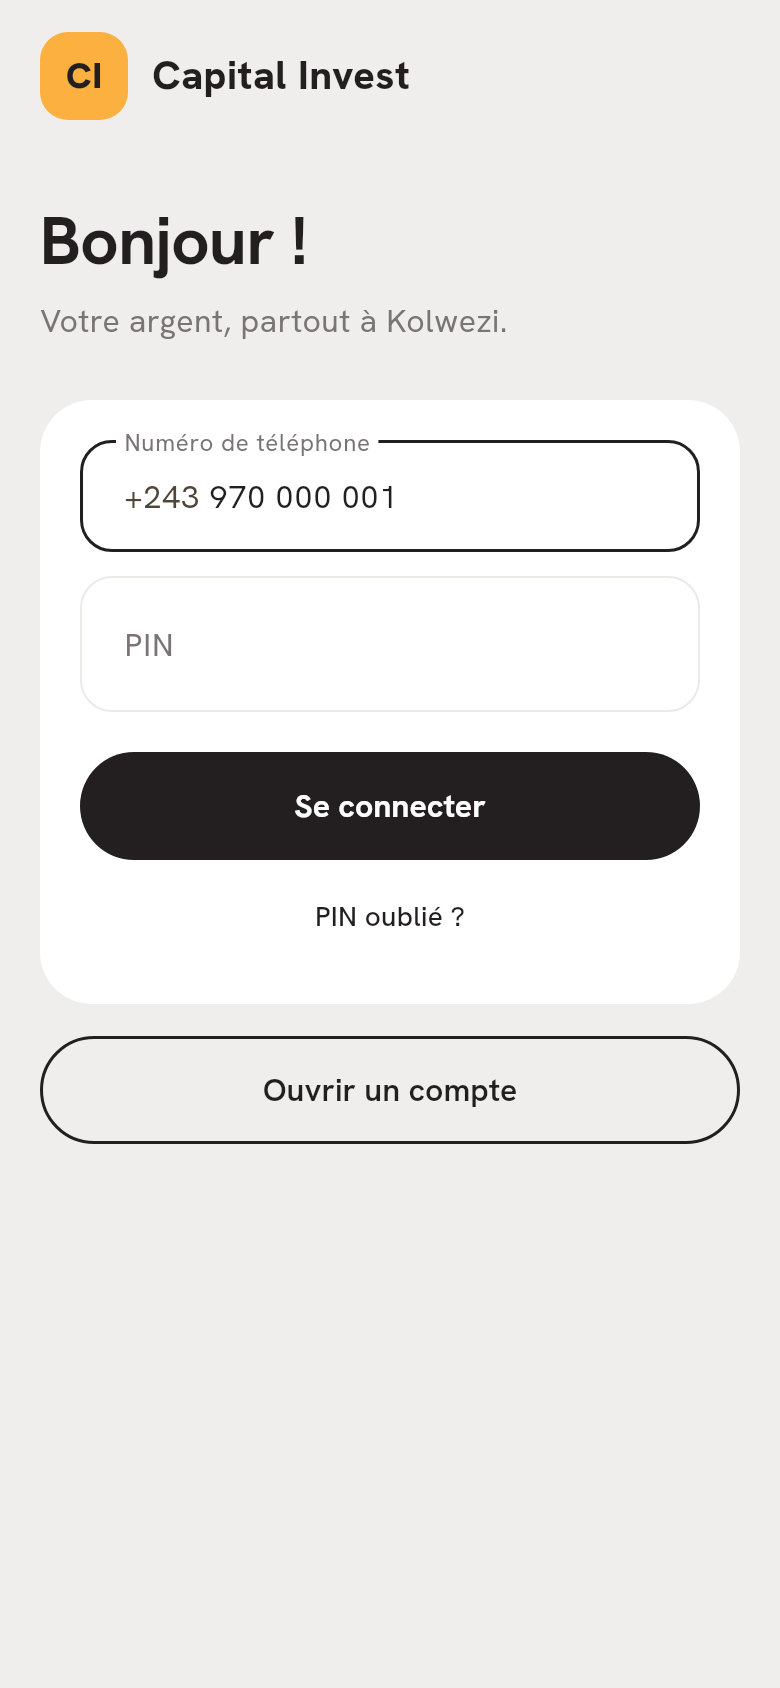 CI
Capital Invest
Bonjour !
Votre argent, partout à Kolwezi.
Numéro de téléphone
+243 970 000 001
PIN
Se connecter
PIN oublié ?
Ouvrir un compte